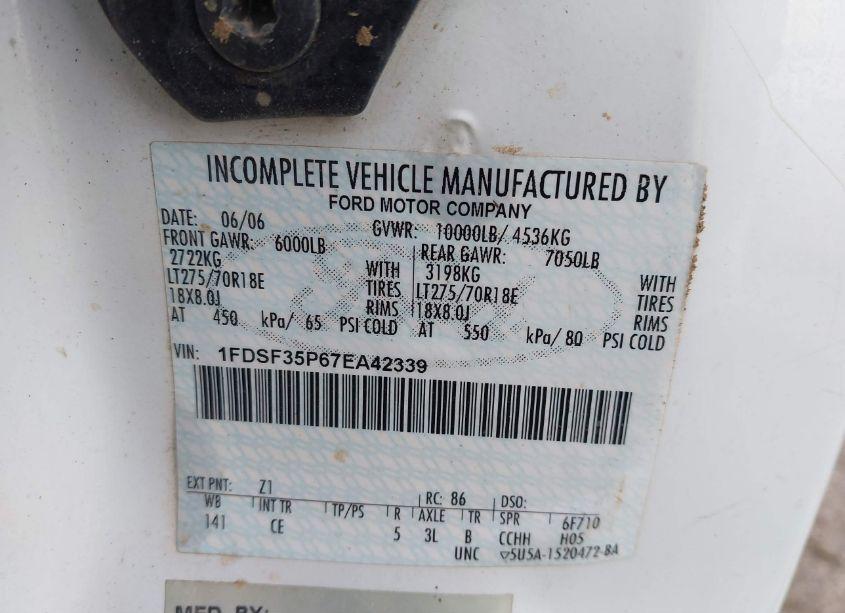 INCOMPLETE VEHICLE MANUFACTURED BY
FORD MOTOR COMPANY
DATE: 06/06 GVWR: 10000LB/ 4536KG
FRONT GAWR: 6000LB REAR GAWR: 7050LB
2722KG WITH 3198KG WITH
LT275/70R18E TIRES LT275/70R18E TIRES
18X8.0J RIMS 18X8.0J RIMS
AT 450 kPa/ 65 PSI COLD AT 550 kPa/ 80 PSI COLD
VIN: 1FDSF35P67EA42339
EXT PNT: Z1 RC: 86 DSO:
WB INT TR TP/PS R AXLE TR SPR 6F710
141 CE 5 3L B CCHH H05
UNC ▽5U5A-1520472-BA
MFD. BY: